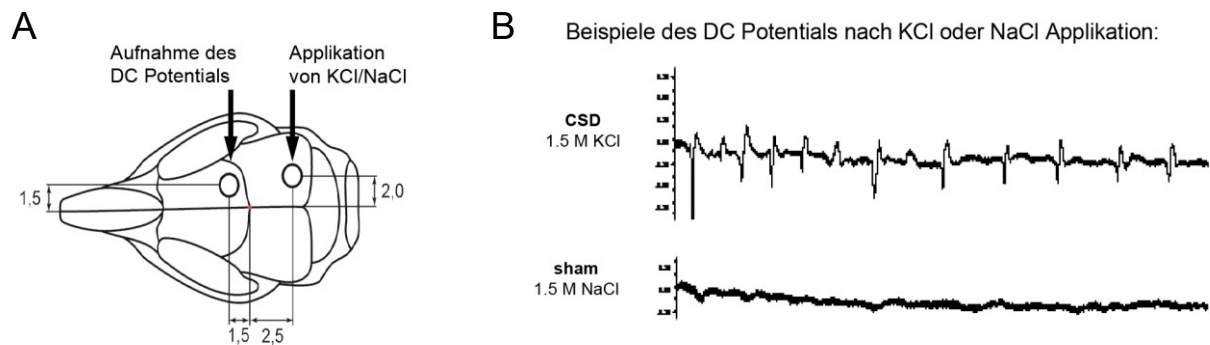 A
Aufnahme des
DC Potentials
Applikation
von KCl/NaCl
1,5
2,0
1,5
2,5
B
Beispiele des DC Potentials nach KCl oder NaCl Applikation:
CSD
1.5 M KCl
sham
1.5 M NaCl